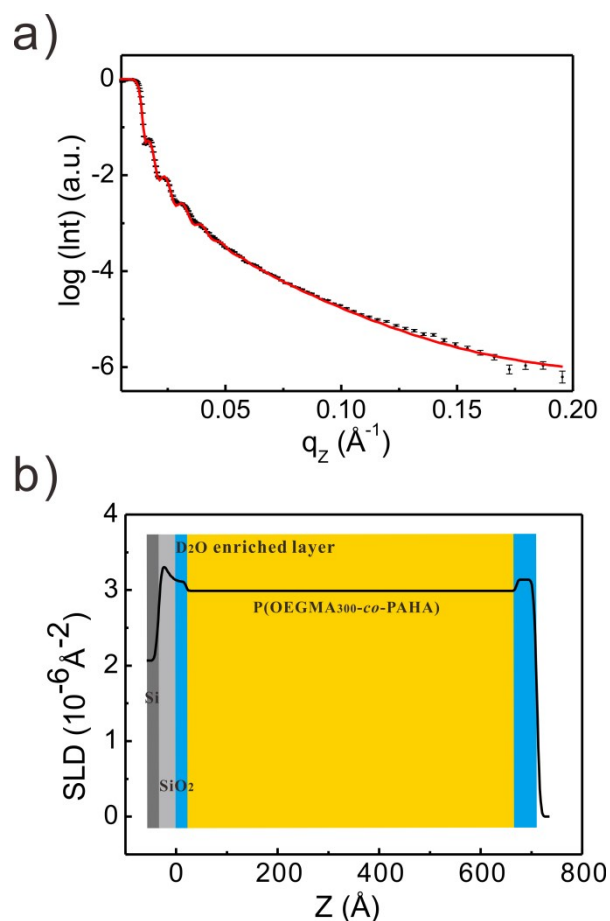 a)
0
-2
-4
-6
log (Int) (a.u.)
0.05
0.10
0.15
0.20
q_Z (Å⁻¹)
b)
4
3
2
1
0
SLD (10⁻⁶Å⁻²)
D₂O enriched layer
P(OEGMA₃₀₀-co-PAHA)
Si
SiO₂
0
200
400
600
800
Z (Å)